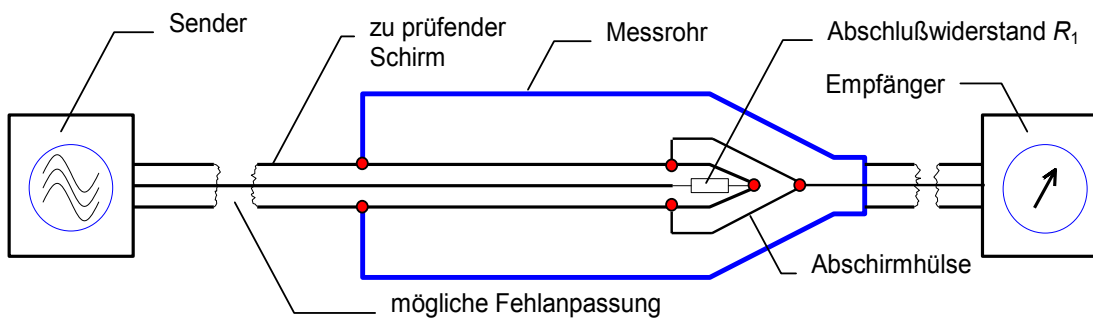 Sender
zu prüfender
Schirm
Messrohr
Abschlußwiderstand R1
Empfänger
Abschirmhülse
mögliche Fehlanpassung